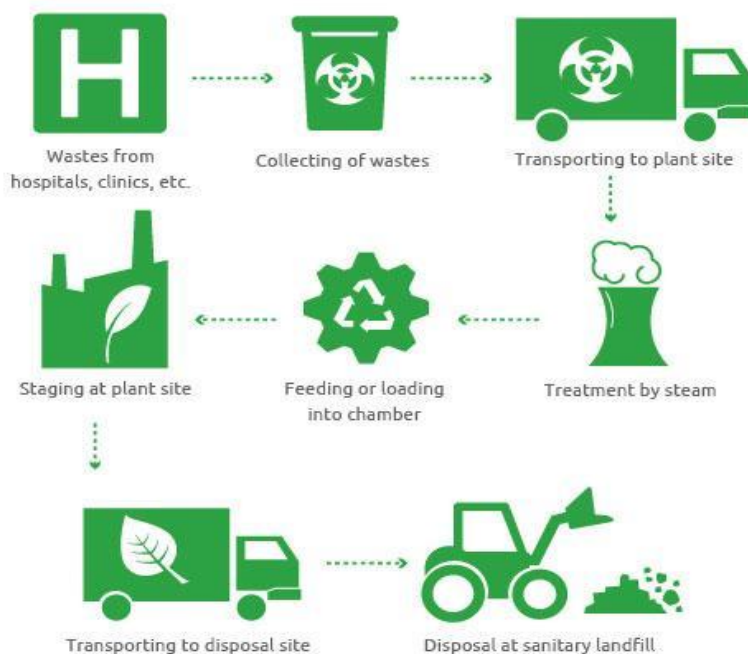 H
Wastes from
hospitals, clinics, etc.
Collecting of wastes
Transporting to plant site
Treatment by steam
Feeding or loading
into chamber
Staging at plant site
Transporting to disposal site
Disposal at sanitary landfill